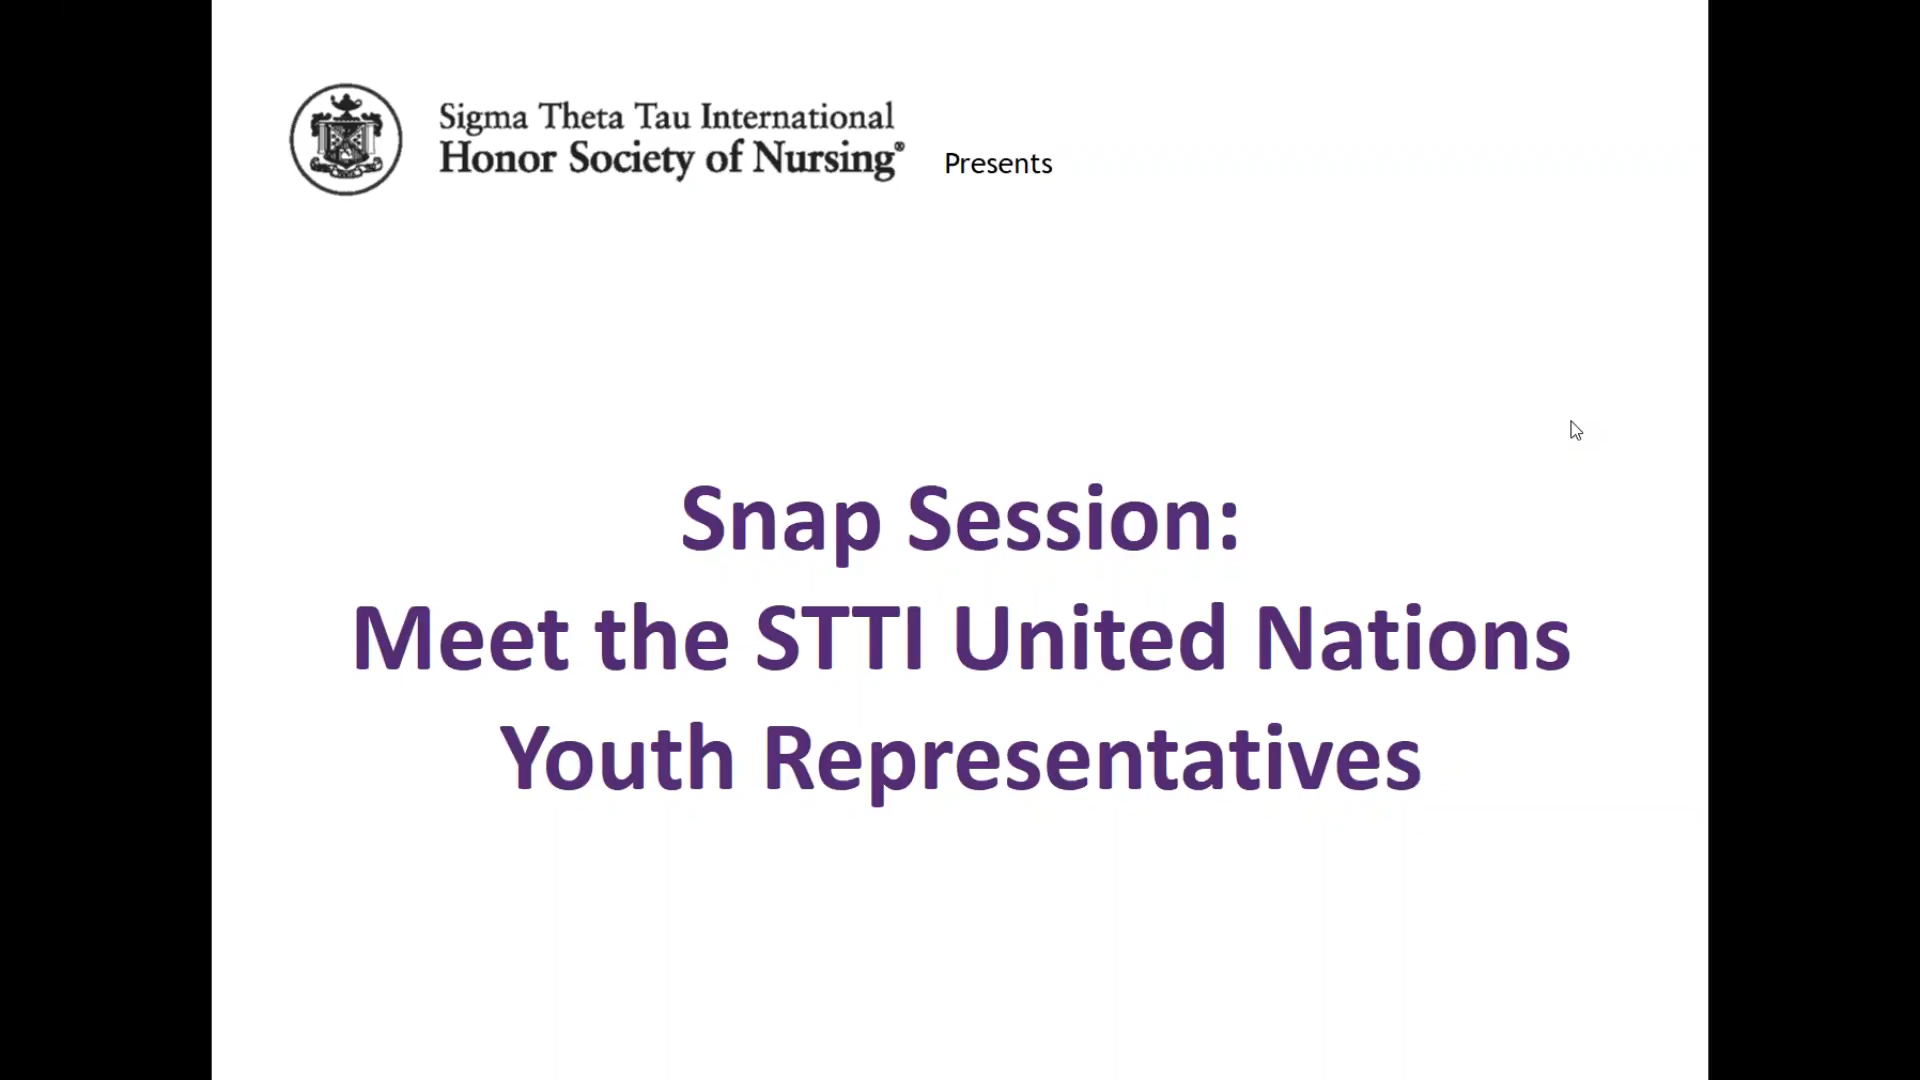 Sigma Theta Tau International
Honor Society of Nursing®
Presents
Snap Session:
Meet the STTI United Nations
Youth Representatives